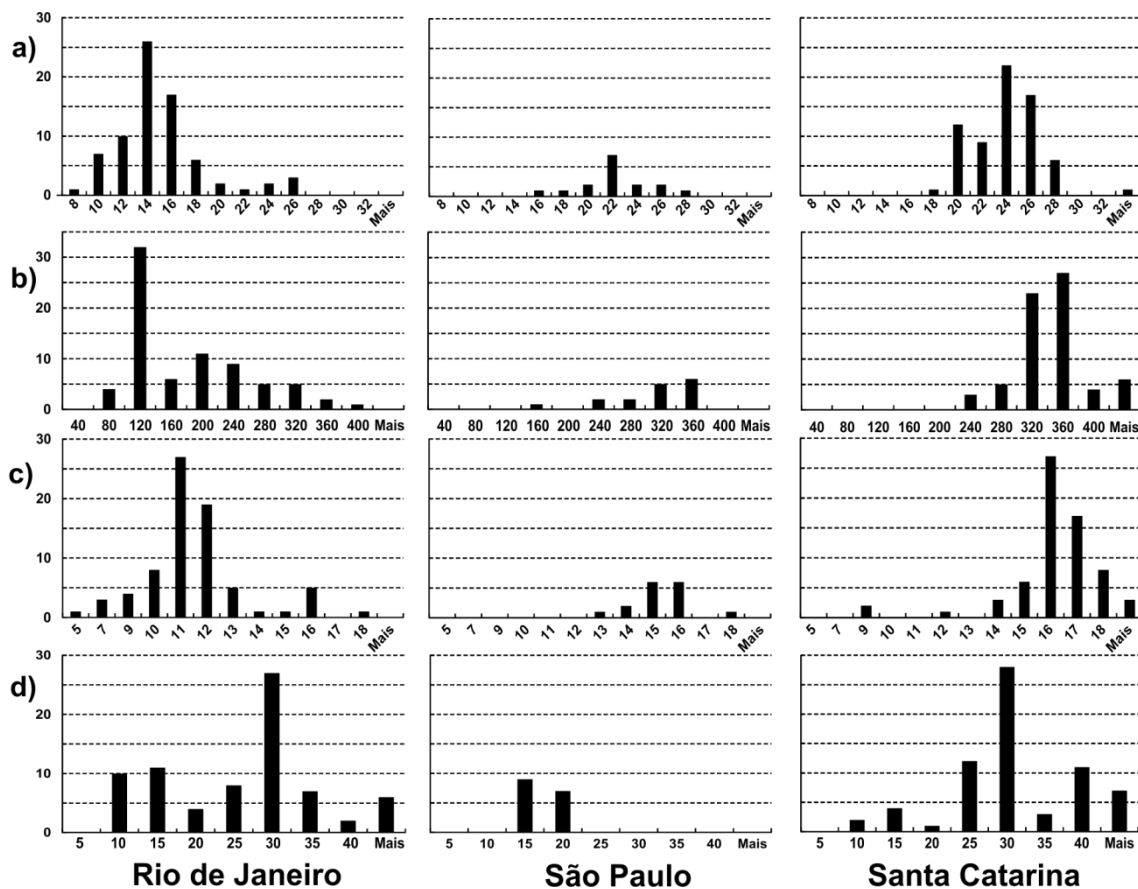 a)
30
20
10
0
8 10 12 14 16 18 20 22 24 26 28 30 32 Mais
8 10 12 14 16 18 20 22 24 26 28 30 32 Mais
8 10 12 14 16 18 20 22 24 26 28 30 32 Mais
b)
30
20
10
0
40 80 120 160 200 240 280 320 360 400 Mais
40 80 120 160 200 240 280 320 360 400 Mais
40 80 120 160 200 240 280 320 360 400 Mais
c)
30
20
10
0
5 7 9 10 11 12 13 14 15 16 17 18 Mais
5 7 9 10 11 12 13 14 15 16 17 18 Mais
5 7 9 10 11 12 13 14 15 16 17 18 Mais
d)
30
20
10
0
5 10 15 20 25 30 35 40 Mais
5 10 15 20 25 30 35 40 Mais
5 10 15 20 25 30 35 40 Mais
Rio de Janeiro
São Paulo
Santa Catarina